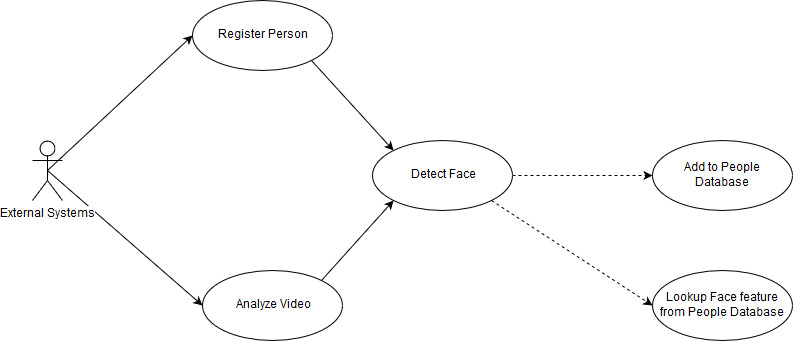 Register Person
External Systems
Detect Face
Add to People
Database
Analyze Video
Lookup Face feature
from People Database